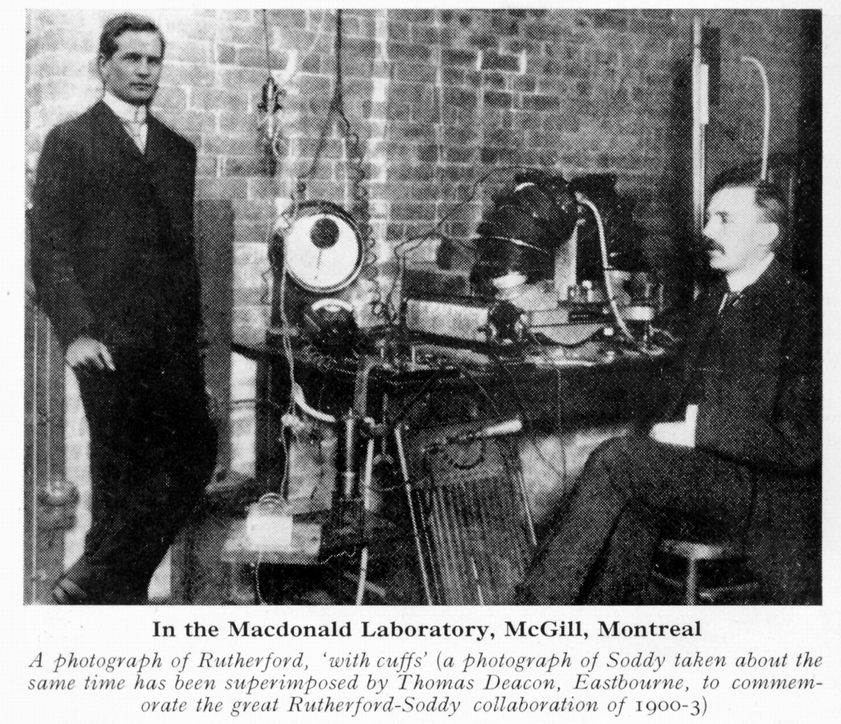 In the Macdonald Laboratory, McGill, Montreal
A photograph of Rutherford, ‘with cuffs’ (a photograph of Soddy taken about the
same time has been superimposed by Thomas Deacon, Eastbourne, to commem-
orate the great Rutherford-Soddy collaboration of 1900-3)